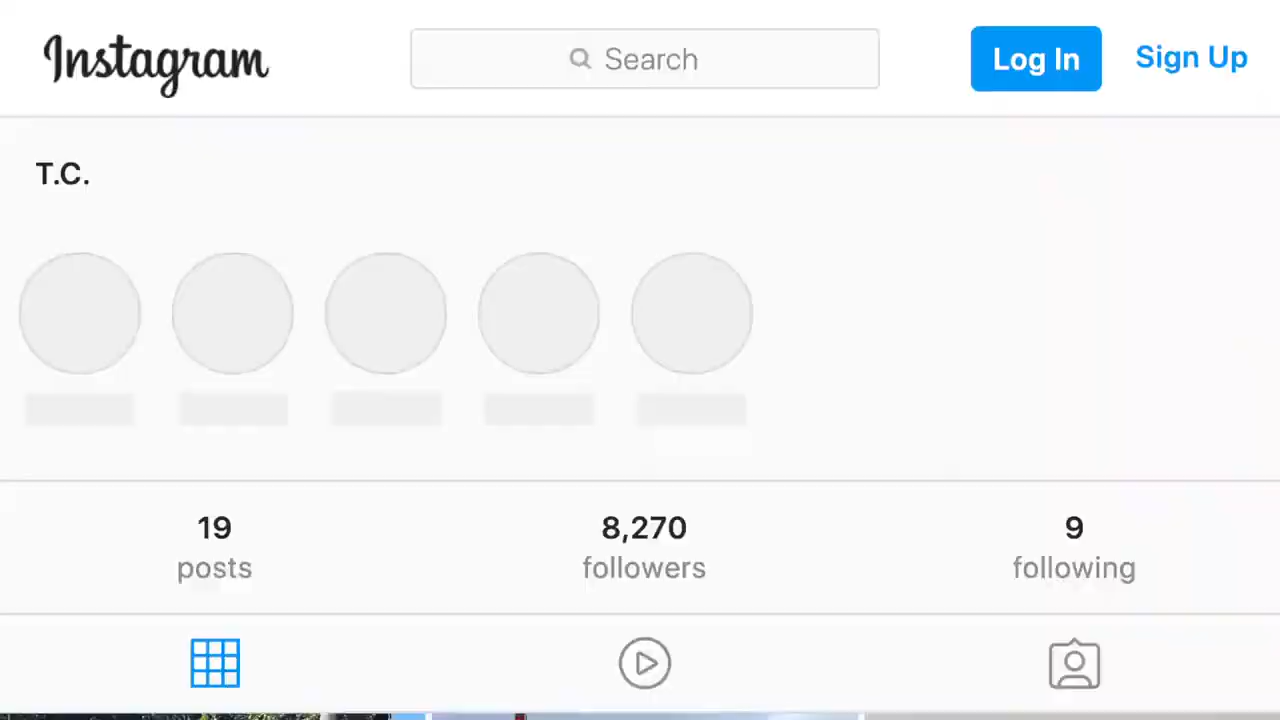 Instagram
Search
Log In
Sign Up
T.C.
19
posts
8,270
followers
9
following